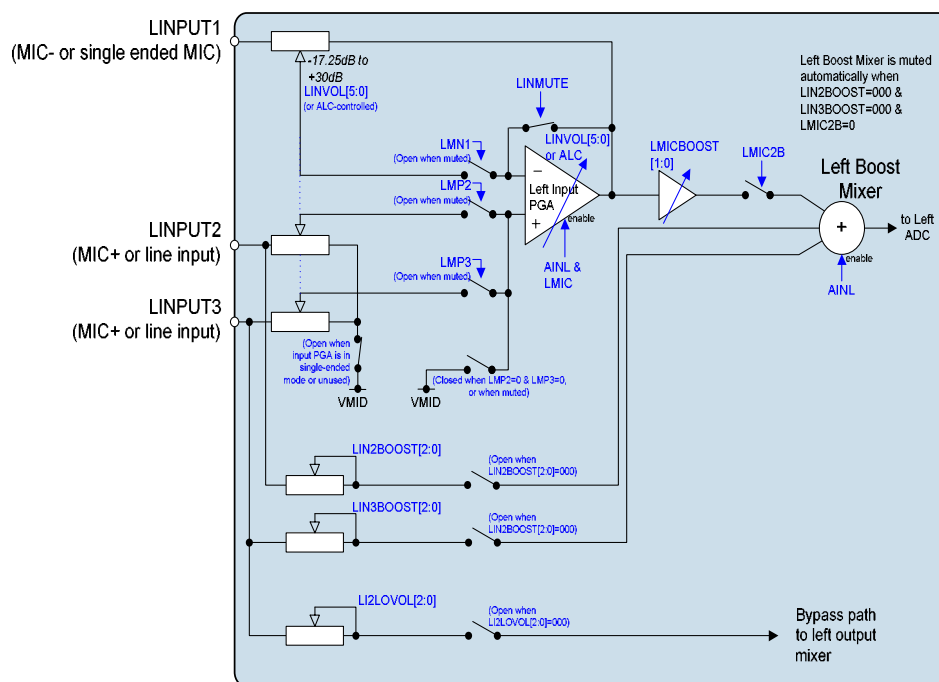 LINPUT1
(MIC- or single ended MIC)
-17.25dB to
+30dB
LINVOL[5:0]
(or ALC-controlled)
LINMUTE
LINVOL[5:0]
or ALC
LMN1
(Open when muted)
LMP2
(Open when muted)
−
Left Input
PGA
+
enable
LMICBOOST
[1:0]
LMIC2B
Left Boost Mixer is muted
automatically when
LIN2BOOST=000 &
LIN3BOOST=000 &
LMIC2B=0
Left Boost
Mixer
+
enable
to Left
ADC
AINL
AINL &
LMIC
LINPUT2
(MIC+ or line input)
LMP3
(Open when muted)
LINPUT3
(MIC+ or line input)
(Open when
input PGA is in
single-ended
mode or unused)
VMID
VMID
(Closed when LMP2=0 & LMP3=0,
or when muted)
LIN2BOOST[2:0]
(Open when
LIN2BOOST[2:0]=000)
LIN3BOOST[2:0]
(Open when
LIN2BOOST[2:0]=000)
LI2LOVOL[2:0]
(Open when
LI2LOVOL[2:0]=000)
Bypass path
to left output
mixer